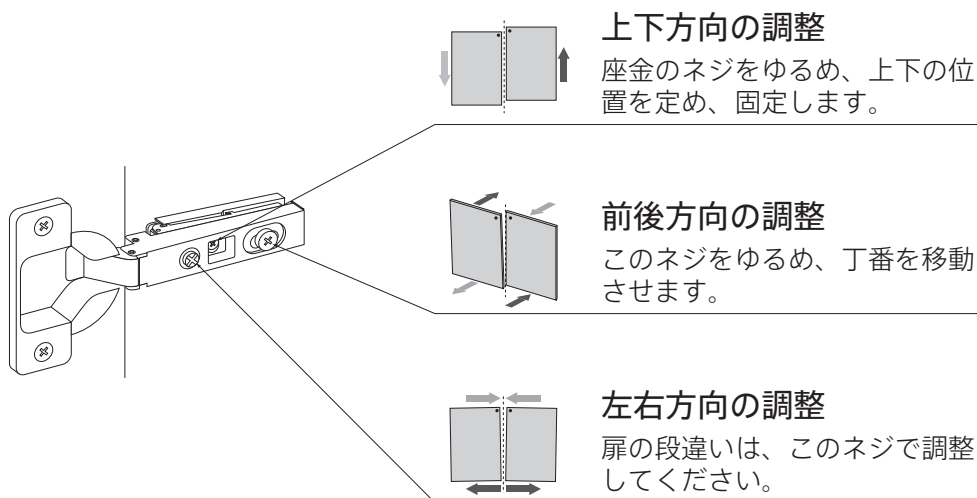 上下方向の調整
座金のネジをゆるめ、上下の位
置を定め、固定します。
前後方向の調整
このネジをゆるめ、丁番を移動
させます。
左右方向の調整
扉の段違いは、このネジで調整
してください。